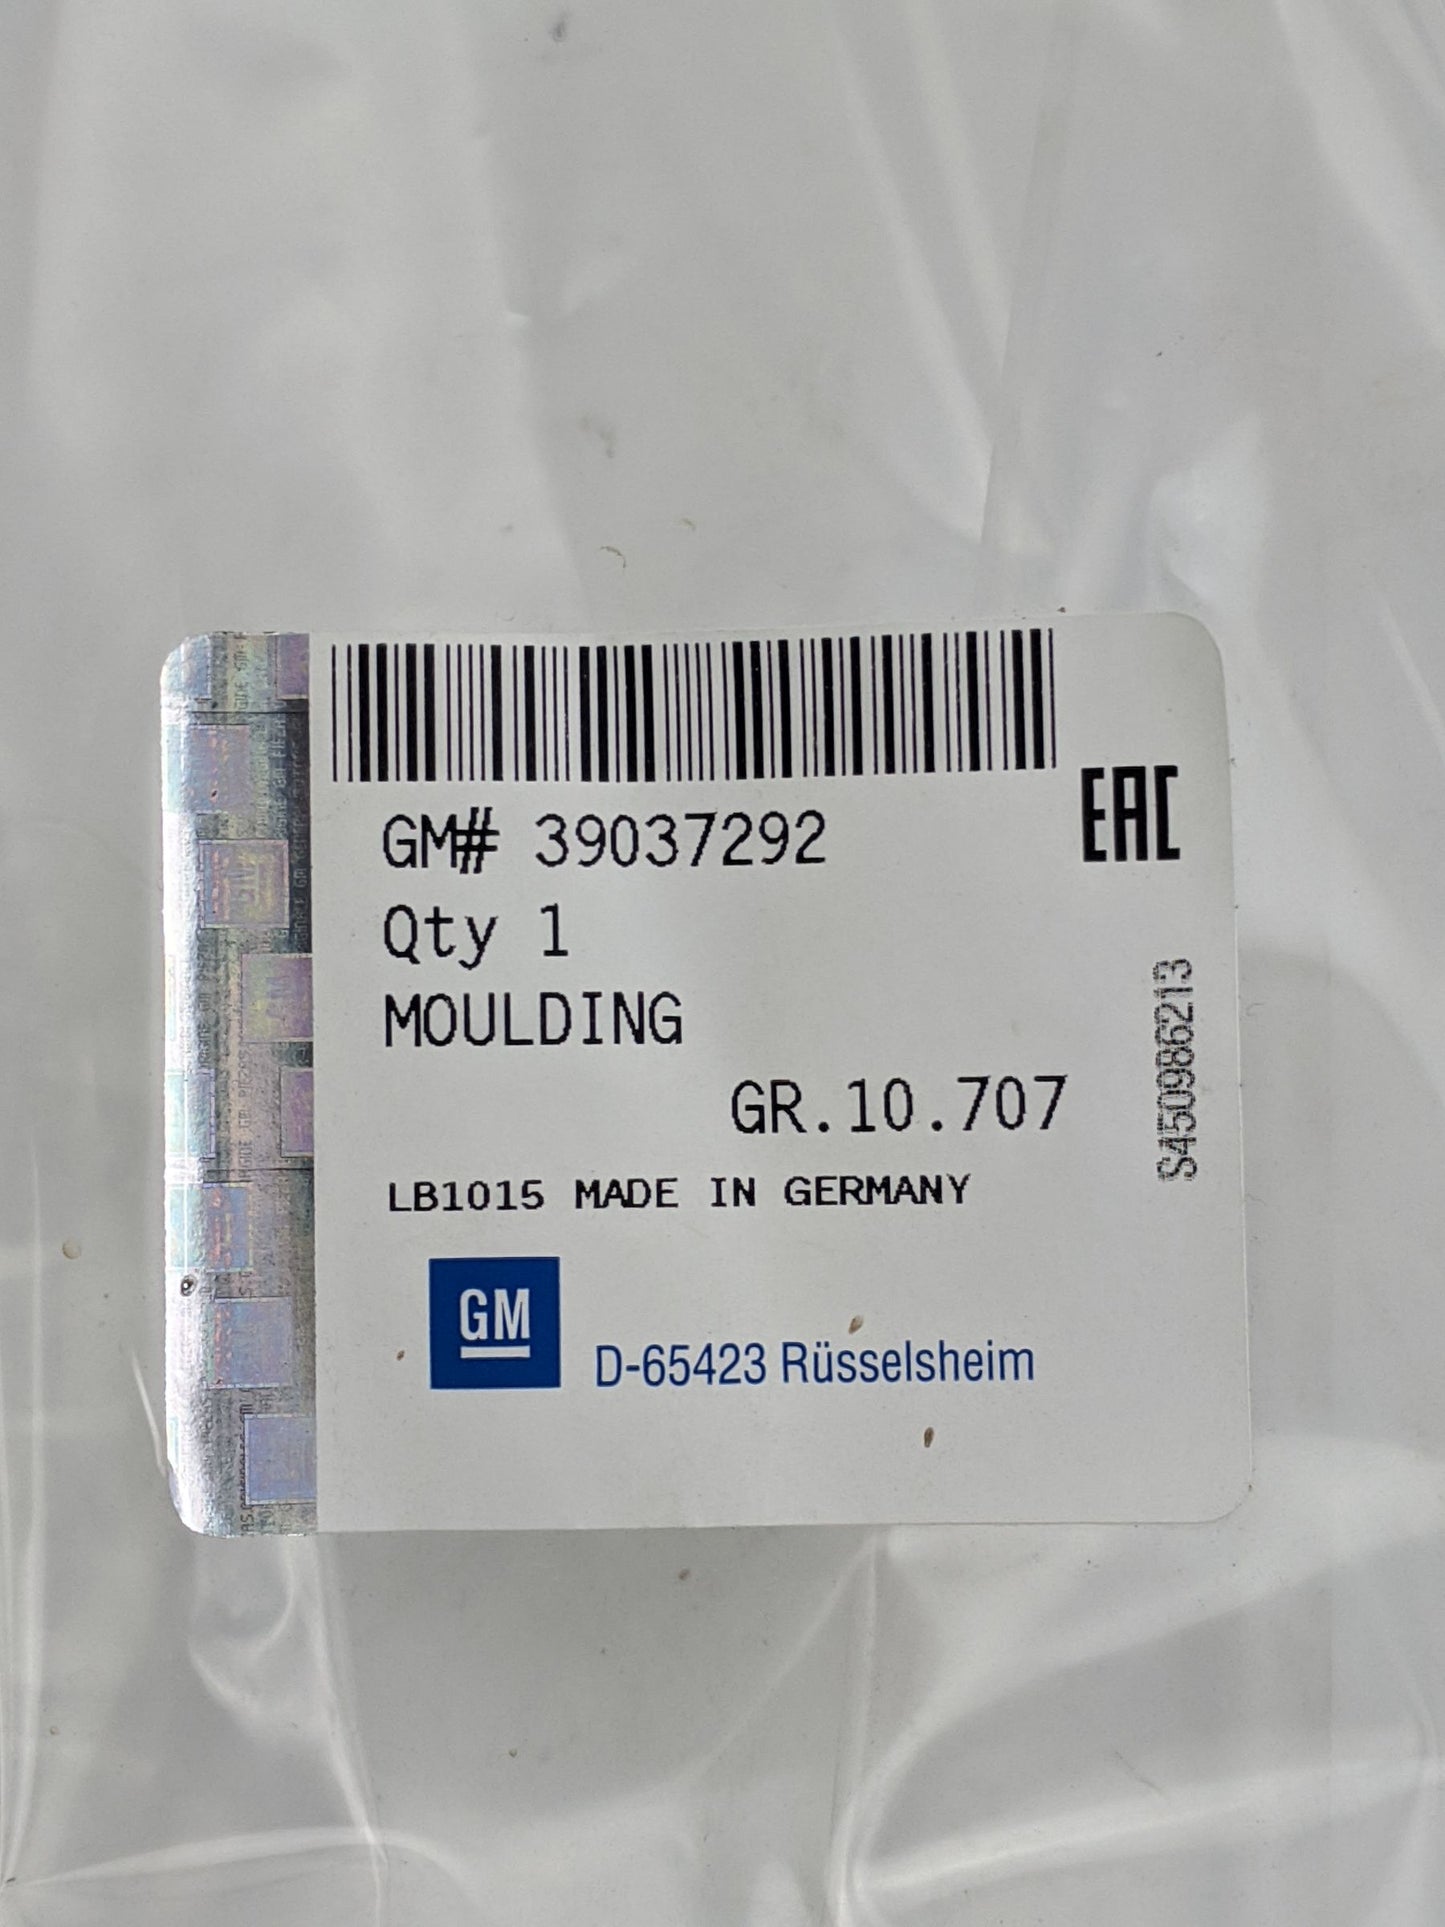 GM# 39037292
EAC
Qty 1
MOULDING
GR.10.707
S450986213
LB1015 MADE IN GERMANY
GM
D-65423 Rüsselsheim